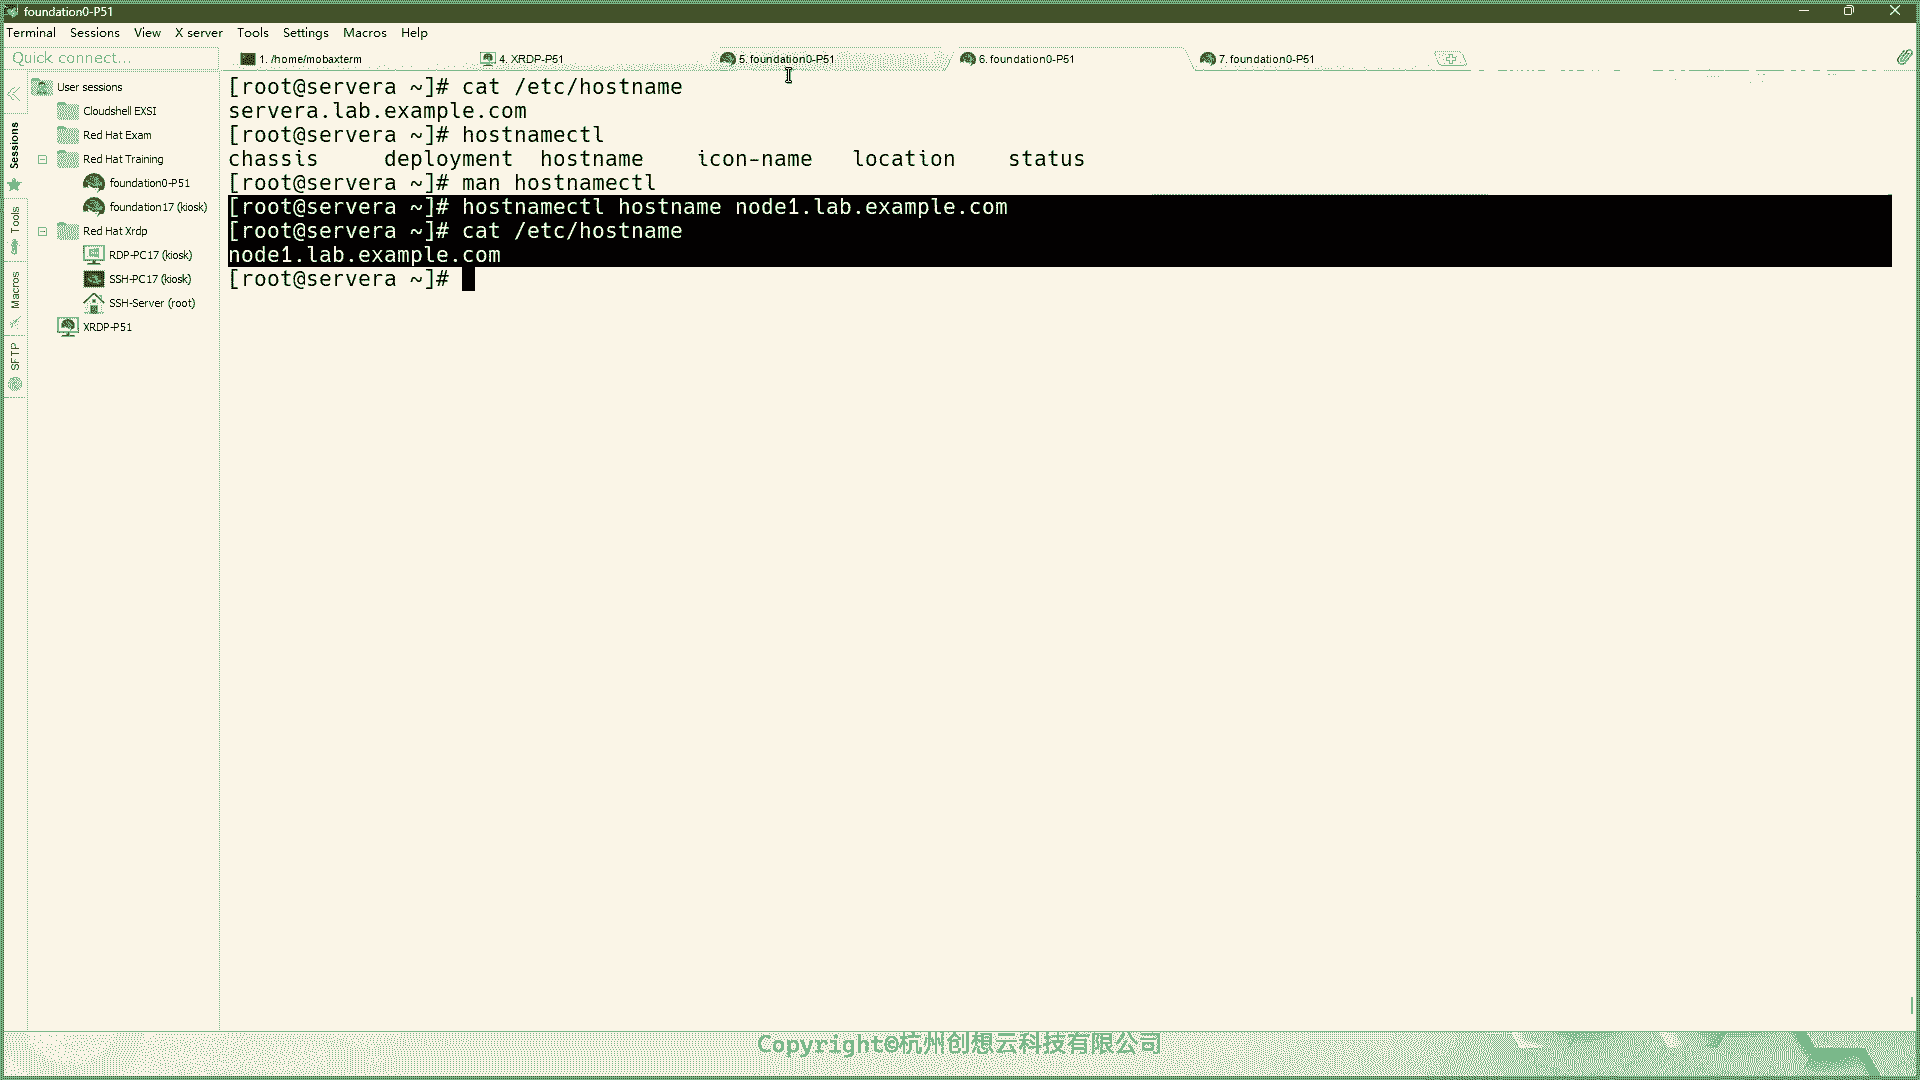 foundation0-P51
Terminal Sessions View X server Tools Settings Macros Help
Quick connect...
1. /home/mobaxterm
4. XRDP-P51
5. foundation0-P51
6. foundation0-P51
7. foundation0-P51
Sessions
Tools
Macros
SFTP
User sessions
Cloudshell EXSI
Red Hat Exam
Red Hat Training
foundation0-P51
foundation17 (kiosk)
Red Hat Xrdp
RDP-PC17 (kiosk)
SSH-PC17 (kiosk)
SSH-Server (root)
XRDP-P51
[root@servera ~]# cat /etc/hostname
servera.lab.example.com
[root@servera ~]# hostnamectl
chassis deployment hostname icon-name location status
[root@servera ~]# man hostnamectl
[root@servera ~]# hostnamectl hostname node1.lab.example.com
[root@servera ~]# cat /etc/hostname
node1.lab.example.com
[root@servera ~]#
Copyright©杭州创想云科技有限公司